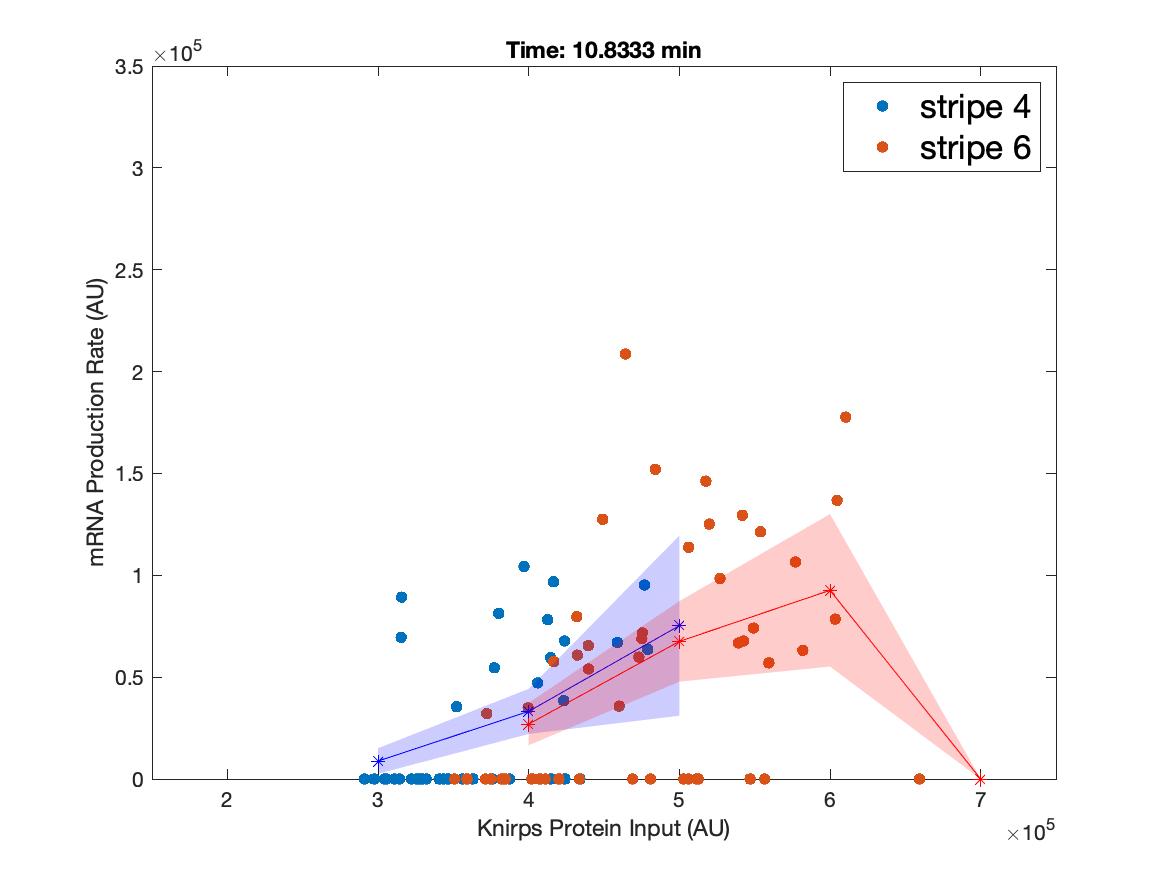 Time: 10.8333 min
×10⁵
3.5
3
2.5
2
1.5
1
0.5
0
mRNA Production Rate (AU)
stripe 4
stripe 6
2 3 4 5 6 7
Knirps Protein Input (AU)
×10⁵